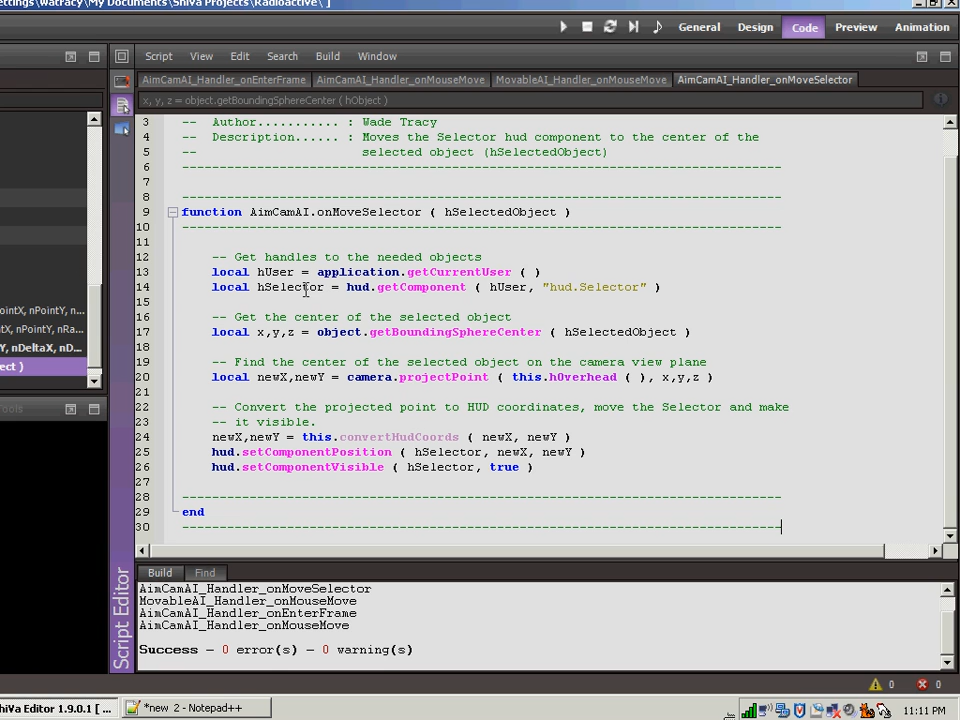 ettings\watracy\My Documents\ShiVa Projects\Radioactive\ ]
General Design Code Preview Animation
Script View Edit Search Build Window
AimCamAI_Handler_onEnterFrame AimCamAI_Handler_onMouseMove MovableAI_Handler_onMouseMove AimCamAI_Handler_onMoveSelector
x, y, z = object.getBoundingSphereCenter ( hObject )
3 -- Author........... : Wade Tracy
4 -- Description...... : Moves the Selector hud component to the center of the
5 -- selected object (hSelectedObject)
6 --------------------------------------------------------------------------------
7
8 --------------------------------------------------------------------------------
9 function AimCamAI.onMoveSelector ( hSelectedObject )
10 --------------------------------------------------------------------------------
11
12 -- Get handles to the needed objects
13 local hUser = application.getCurrentUser ( )
14 local hSelector = hud.getComponent ( hUser, "hud.Selector" )
15
16 -- Get the center of the selected object
17 local x,y,z = object.getBoundingSphereCenter ( hSelectedObject )
18
19 -- Find the center of the selected object on the camera view plane
20 local newX,newY = camera.projectPoint ( this.hOverhead ( ), x,y,z )
21
22 -- Convert the projected point to HUD coordinates, move the Selector and make
23 -- it visible.
24 newX,newY = this.convertHudCoords ( newX, newY )
25 hud.setComponentPosition ( hSelector, newX, newY )
26 hud.setComponentVisible ( hSelector, true )
27
28 --------------------------------------------------------------------------------
29 end
30 --------------------------------------------------------------------------------
ointX, nPointY, n
nPointY, nRa...
Y, nDeltaX, nD...
ect )
Tools
Script Editor
Build Find
AimCamAI_Handler_onMoveSelector
MovableAI_Handler_onMouseMove
AimCamAI_Handler_onEnterFrame
AimCamAI_Handler_onMouseMove
Success - 0 error(s) - 0 warning(s)
0 0
hiVa Editor 1.9.0.1 [ ... *new 2 - Notepad++ 11:11 PM